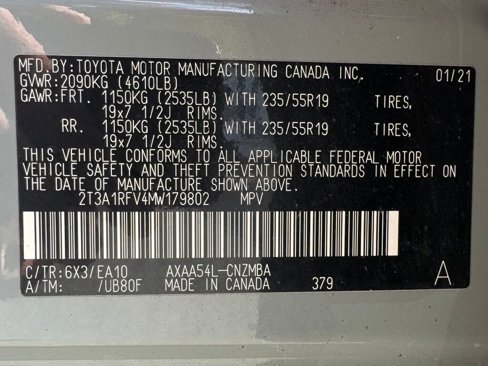 MFD.BY:TOYOTA MOTOR MANUFACTURING CANADA INC. 01/21
GVWR:2090KG (4610LB)
GAWR:FRT. 1150KG (2535LB) WITH 235/55R19 TIRES,
19x7 1/2J RIMS.
RR. 1150KG (2535LB) WITH 235/55R19 TIRES,
19x7 1/2J RIMS.
THIS VEHICLE CONFORMS TO ALL APPLICABLE FEDERAL MOTOR
VEHICLE SAFETY AND THEFT PREVENTION STANDARDS IN EFFECT ON
THE DATE OF MANUFACTURE SHOWN ABOVE.
2T3A1RFV4MW179802 MPV
C/TR:6X3/EA10 AXAA54L-CNZMBA A
A/TM: /UB80F MADE IN CANADA 379